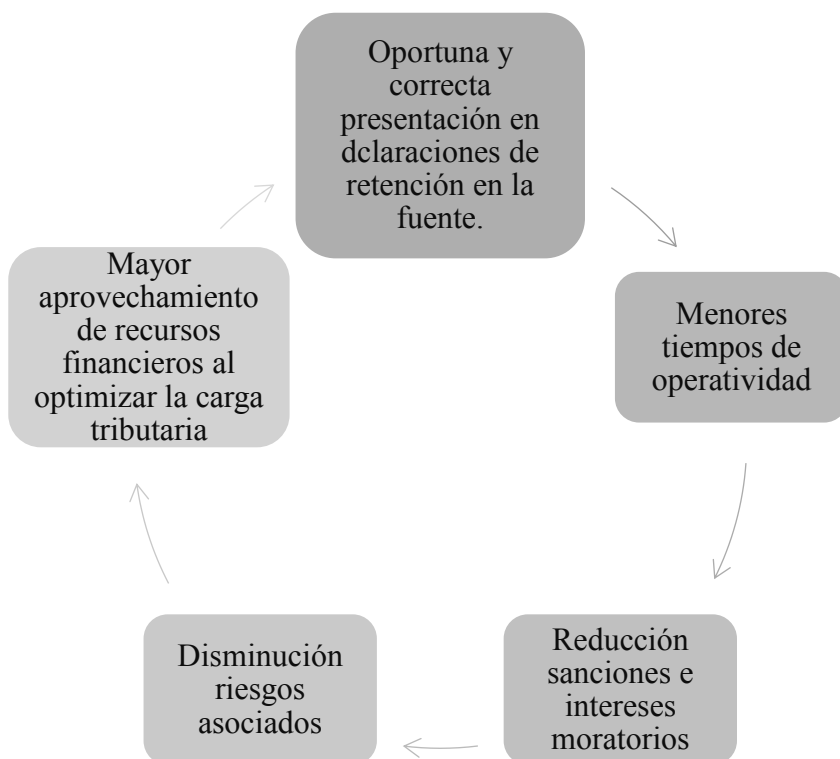 Oportuna y
correcta
presentación en
dclaraciones de
retención en la
fuente.
Menores
tiempos de
operatividad
Reducción
sanciones e
intereses
moratorios
Disminución
riesgos
asociados
Mayor
aprovechamiento
de recursos
financieros al
optimizar la carga
tributaria